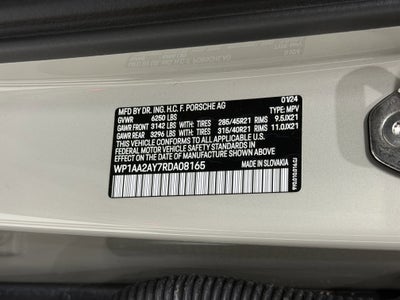 MFD BY DR. ING. H.C. F. PORSCHE AG 01/24
GVWR 6250 LBS TYPE: MPV
GAWR FRONT 3142 LBS WITH TIRES 285/45R21 RIMS 9.5JX21
GAWR REAR 3296 LBS WITH TIRES 315/40R21 RIMS 11.0JX21
THIS VEHICLE CONFORMS TO ALL APPLICABLE FEDERAL MOTOR VEHICLE
SAFETY STANDARDS IN EFFECT ON THE DATE OF MANUFACTURE SHOWN ABOVE.
WP1AA2AY7RDA08165 MADE IN SLOVAKIA